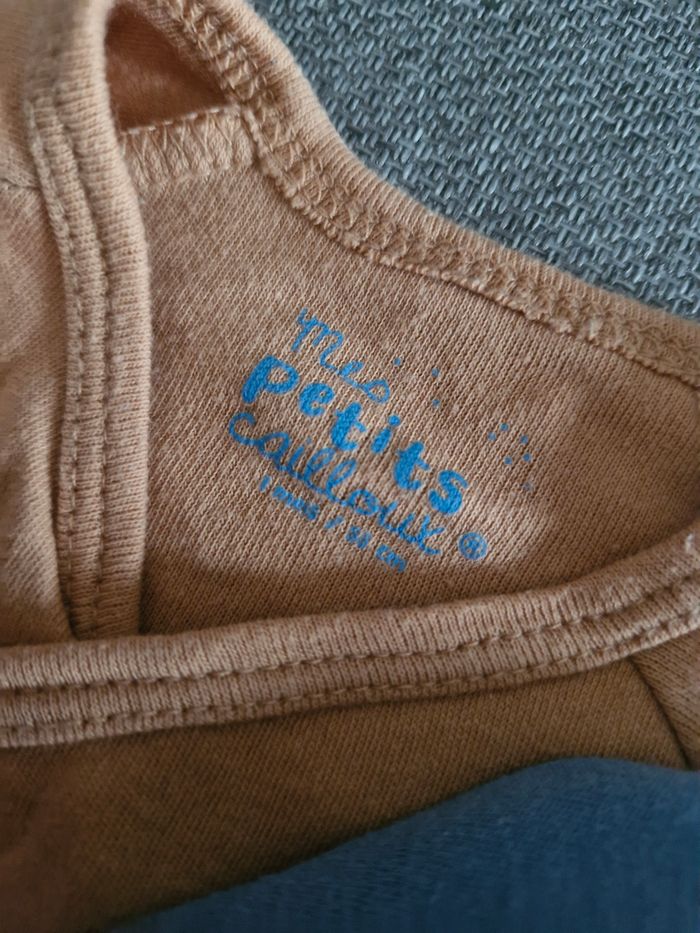 mes
petits
cailloux ®
1 mois / 54 cm